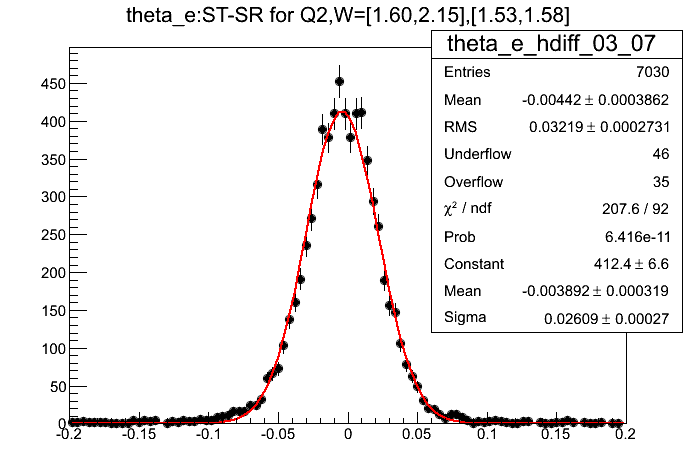 theta_e:ST-SR for Q2,W=[1.60,2.15],[1.53,1.58]
theta_e_hdiff_03_07
Entries 7030
Mean -0.00442 ± 0.0003862
RMS 0.03219 ± 0.0002731
Underflow 46
Overflow 35
χ² / ndf 207.6 / 92
Prob 6.416e-11
Constant 412.4 ± 6.6
Mean -0.003892 ± 0.000319
Sigma 0.02609 ± 0.00027
450
400
350
300
250
200
150
100
50
0
-0.2 -0.15 -0.1 -0.05 0 0.05 0.1 0.15 0.2